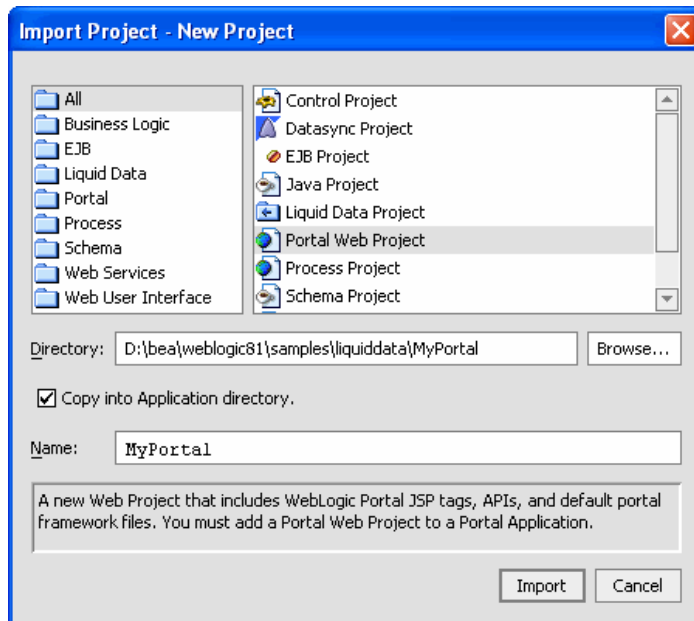 Import Project - New Project
All
Business Logic
EJB
Liquid Data
Portal
Process
Schema
Web Services
Web User Interface
Control Project
Datasync Project
EJB Project
Java Project
Liquid Data Project
Portal Web Project
Process Project
Schema Project
Directory: D:\bea\weblogic81\samples\liquiddata\MyPortal Browse...
Copy into Application directory.
Name: MyPortal
A new Web Project that includes WebLogic Portal JSP tags, APIs, and default portal
framework files. You must add a Portal Web Project to a Portal Application.
Import Cancel